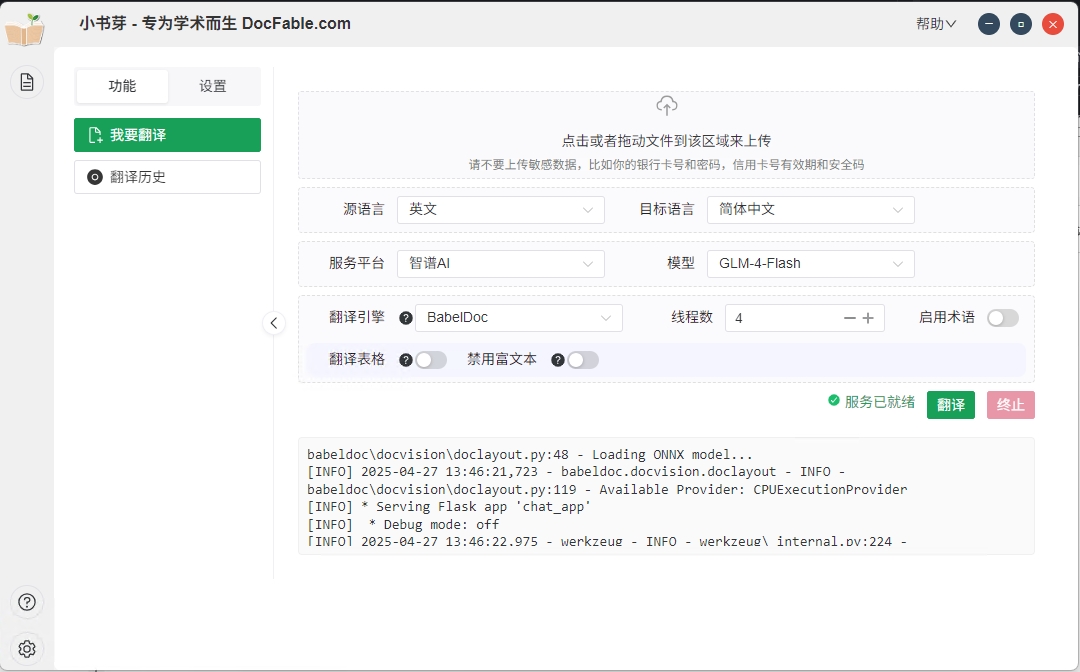 小书芽 - 专为学术而生 DocFable.com
帮助
功能 设置
我要翻译
翻译历史
点击或者拖动文件到该区域来上传
请不要上传敏感数据，比如你的银行卡号和密码，信用卡号有效期和安全码
源语言 英文 目标语言 简体中文
服务平台 智谱AI 模型 GLM-4-Flash
翻译引擎 ? BabelDoc 线程数 4 启用术语
翻译表格 ? 禁用富文本 ?
服务已就绪 翻译 终止
babeldoc\docvision\doclayout.py:48 - Loading ONNX model...
[INFO] 2025-04-27 13:46:21,723 - babeldoc.docvision.doclayout - INFO -
babeldoc\docvision\doclayout.py:119 - Available Provider: CPUExecutionProvider
[INFO] * Serving Flask app 'chat_app'
[INFO]  * Debug mode: off
[INFO] 2025-04-27 13:46:22,975 - werkzeug - INFO - werkzeug\_internal.py:224 -